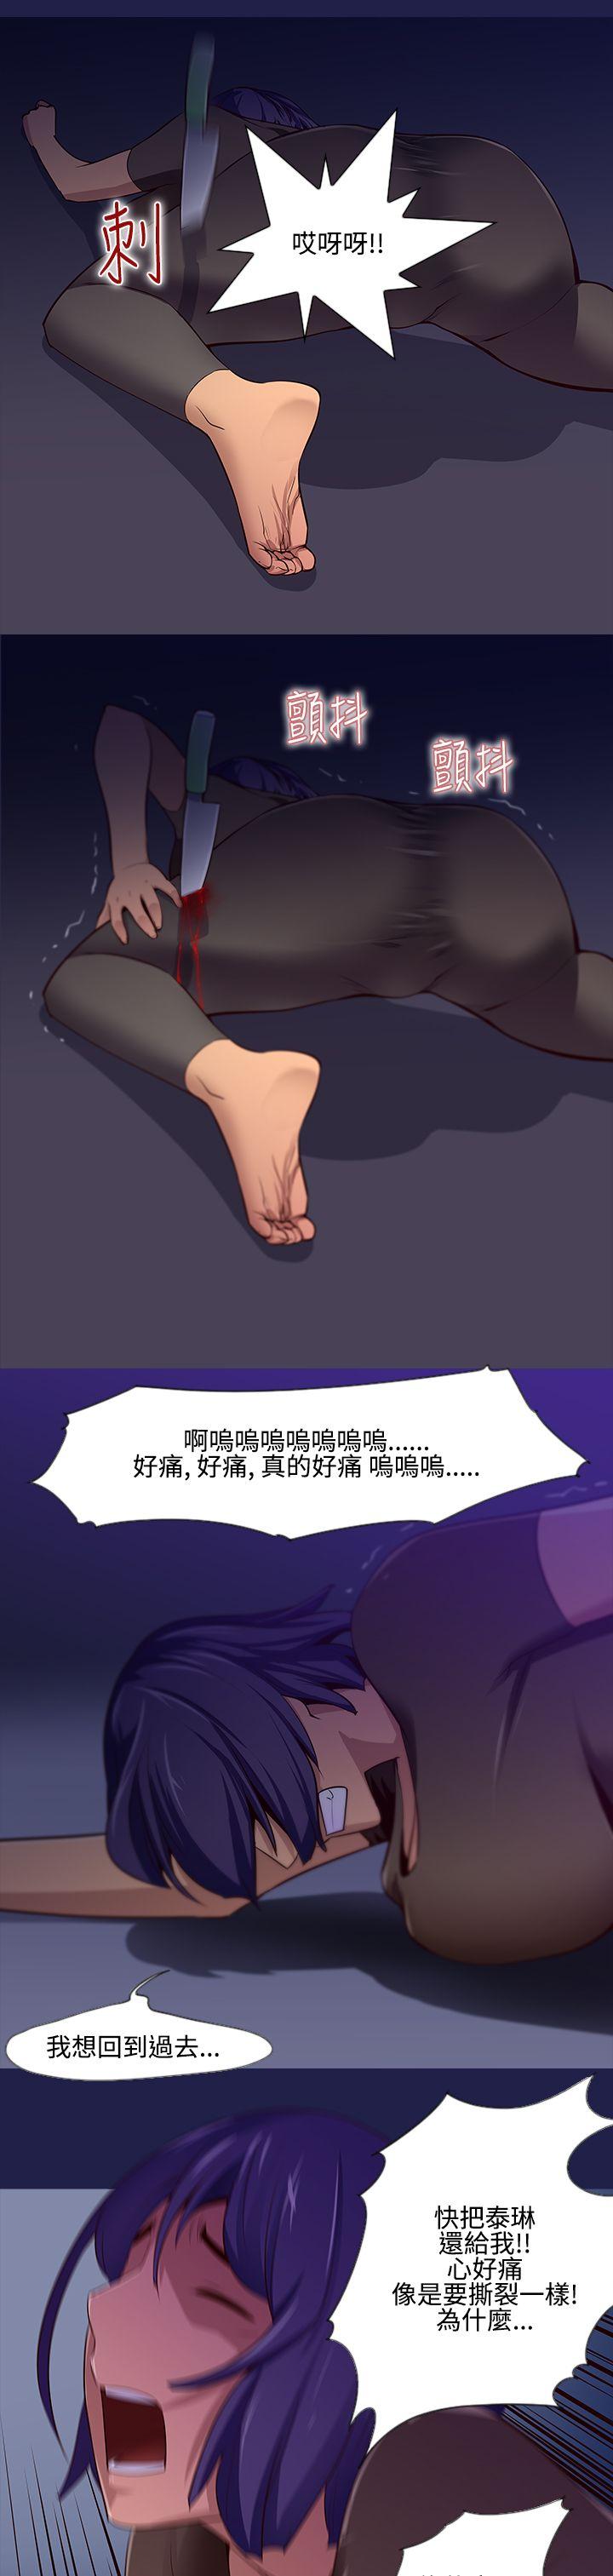 哎呀呀!!
刺
顫抖
顫抖
啊嗚嗚嗚嗚嗚嗚嗚......
好痛, 好痛, 真的好痛 嗚嗚嗚.....
我想回到過去...
快把泰琳
還給我!!
心好痛
像是要撕裂一樣!
為什麼...